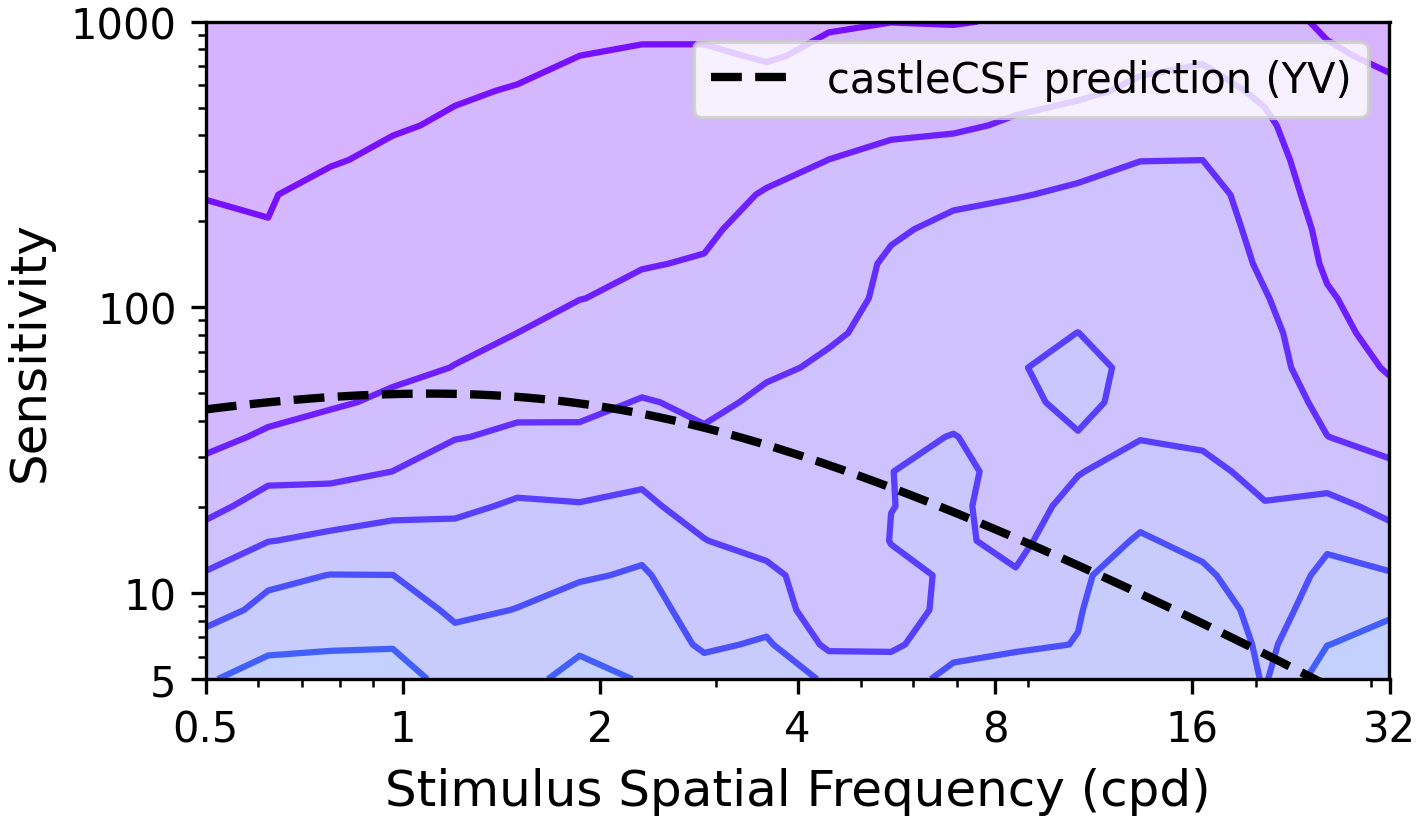 1000
castleCSF prediction (YV)
100
Sensitivity
10
5
0.5 1 2 4 8 16 32
Stimulus Spatial Frequency (cpd)